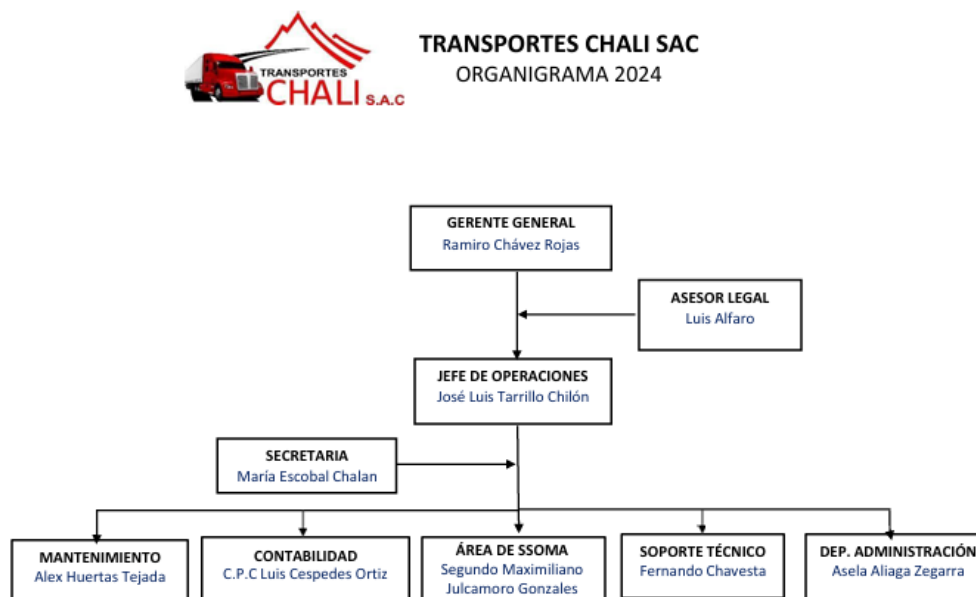 TRANSPORTES
CHALI S.A.C
TRANSPORTES CHALI SAC
ORGANIGRAMA 2024
GERENTE GENERAL
Ramiro Chávez Rojas
ASESOR LEGAL
Luis Alfaro
JEFE DE OPERACIONES
José Luis Tarrillo Chilón
SECRETARIA
María Escobal Chalan
MANTENIMIENTO
Alex Huertas Tejada
CONTABILIDAD
C.P.C Luis Cespedes Ortiz
ÁREA DE SSOMA
Segundo Maximiliano
Julcamoro Gonzales
SOPORTE TÉCNICO
Fernando Chavesta
DEP. ADMINISTRACIÓN
Asela Aliaga Zegarra